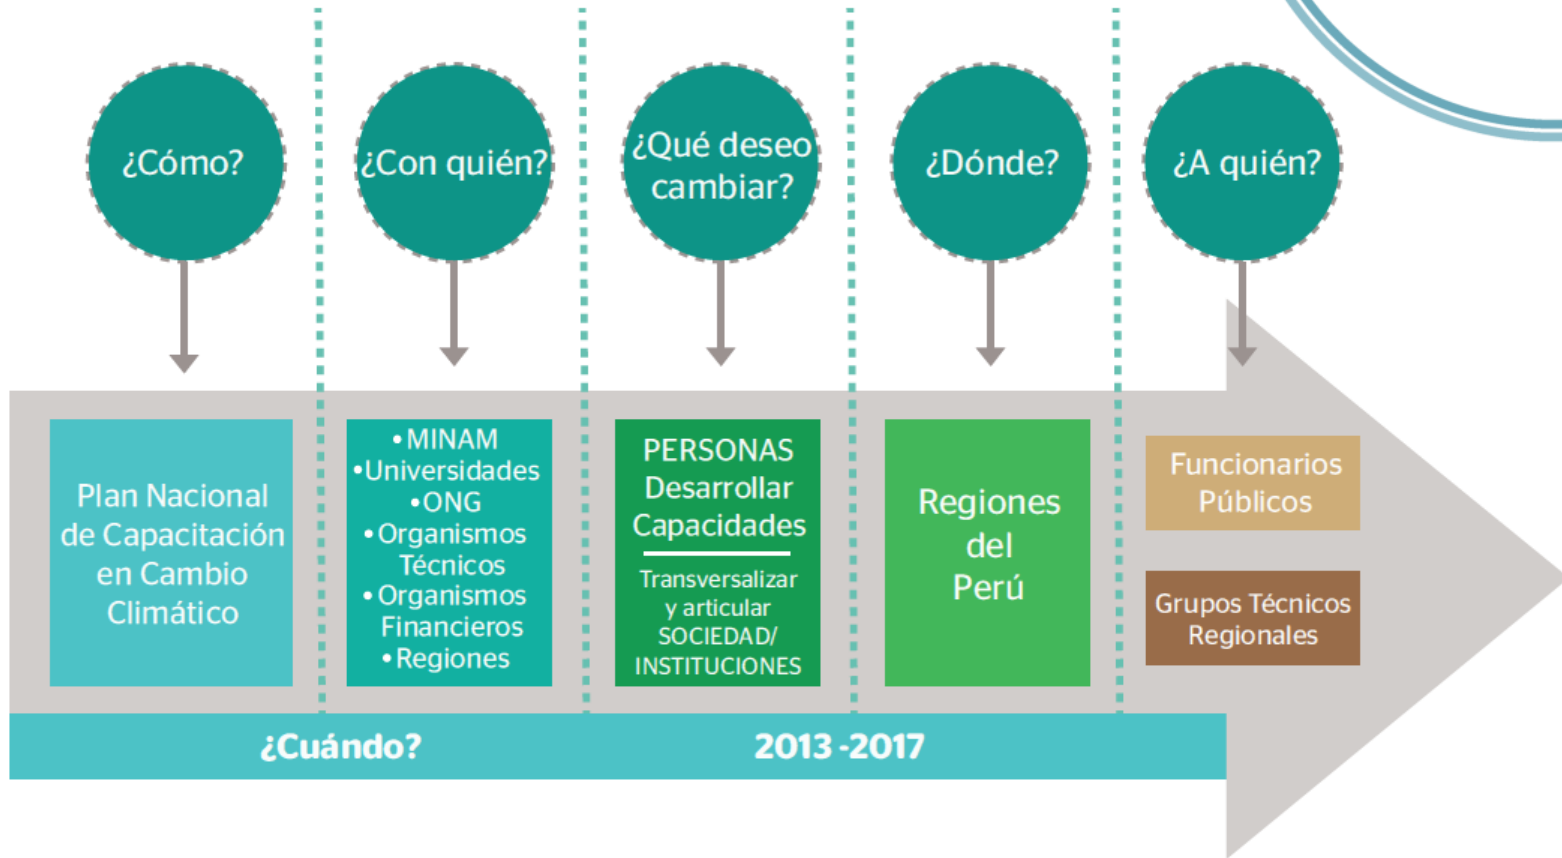 ¿Cómo?
¿Con quién?
¿Qué deseo
cambiar?
¿Dónde?
¿A quién?
Plan Nacional
de Capacitación
en Cambio
Climático
• MINAM
• Universidades
• ONG
• Organismos
Técnicos
• Organismos
Financieros
• Regiones
PERSONAS
Desarrollar
Capacidades
Transversalizar
y articular
SOCIEDAD/
INSTITUCIONES
Regiones
del
Perú
Funcionarios
Públicos
Grupos Técnicos
Regionales
¿Cuándo? 2013 -2017